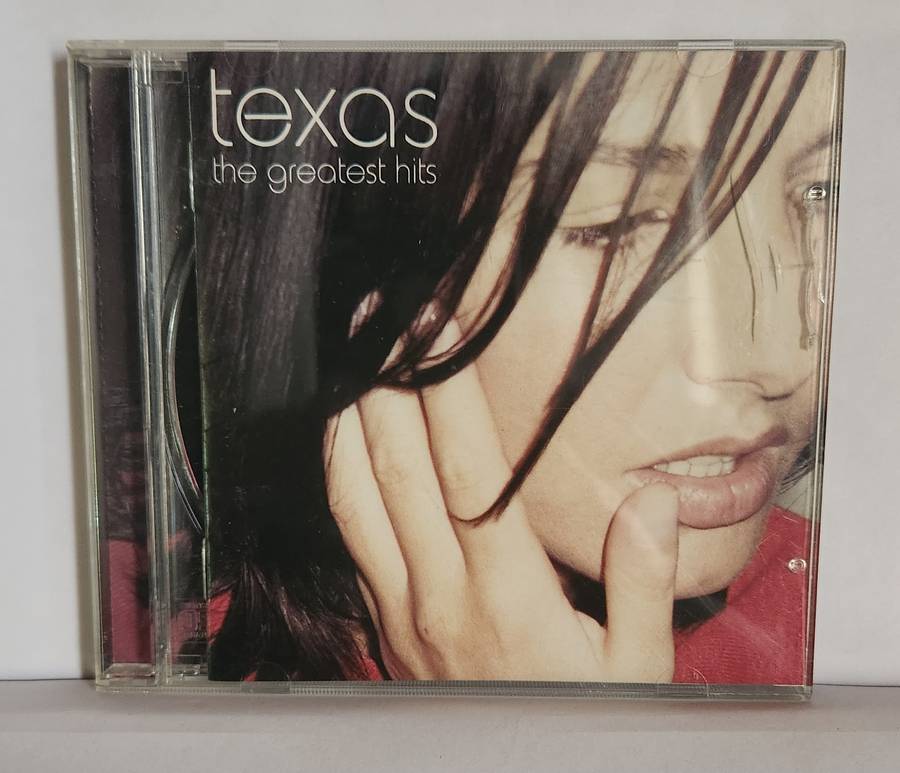 texas
the greatest hits